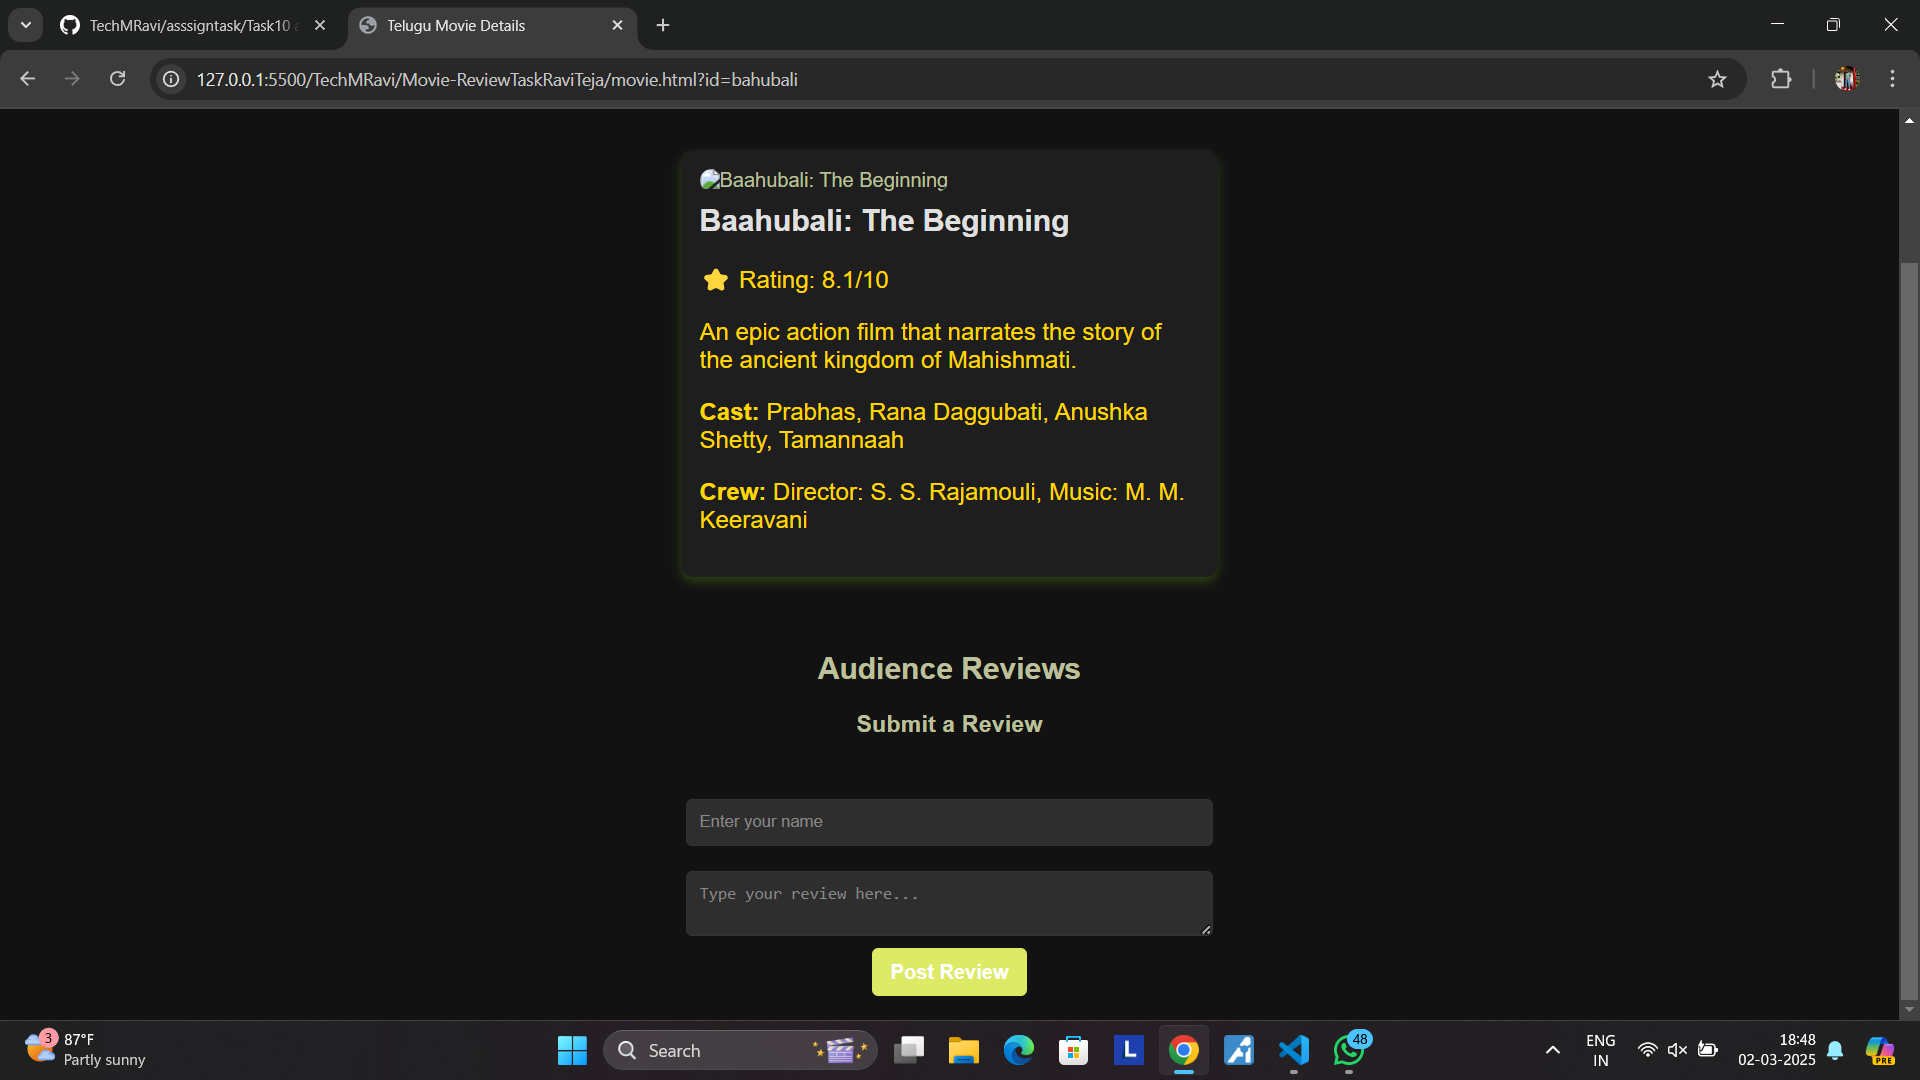 TechMRavi/asssigntask/Task10
Telugu Movie Details
127.0.0.1:5500/TechMRavi/Movie-ReviewTaskRaviTeja/movie.html?id=bahubali
Baahubali: The Beginning
Baahubali: The Beginning
Rating: 8.1/10
An epic action film that narrates the story of
the ancient kingdom of Mahishmati.
Cast: Prabhas, Rana Daggubati, Anushka
Shetty, Tamannaah
Crew: Director: S. S. Rajamouli, Music: M. M.
Keeravani
Audience Reviews
Submit a Review
Enter your name
Type your review here...
Post Review
3
87°F
Partly sunny
Search
L
48
ENG
IN
18:48
02-03-2025
PRE